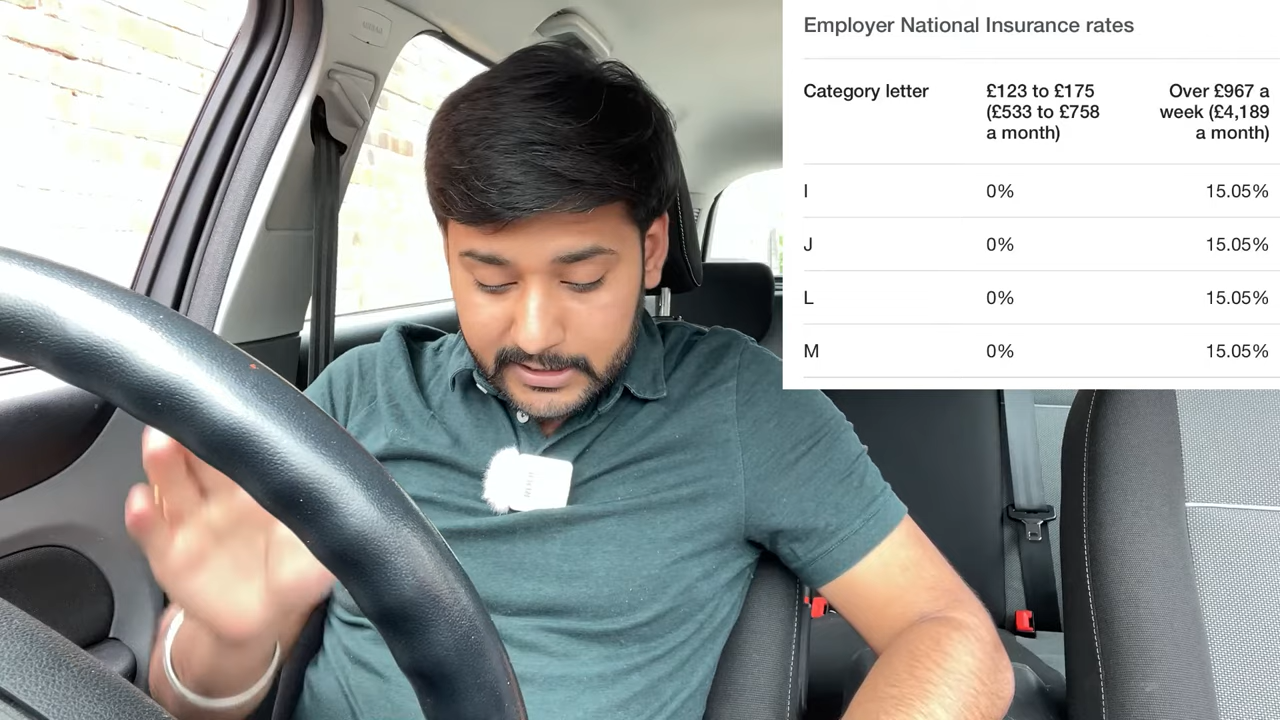 Employer National Insurance rates
Category letter £123 to £175 (£533 to £758 a month) Over £967 a week (£4,189 a month)
I 0% 15.05%
J 0% 15.05%
L 0% 15.05%
M 0% 15.05%